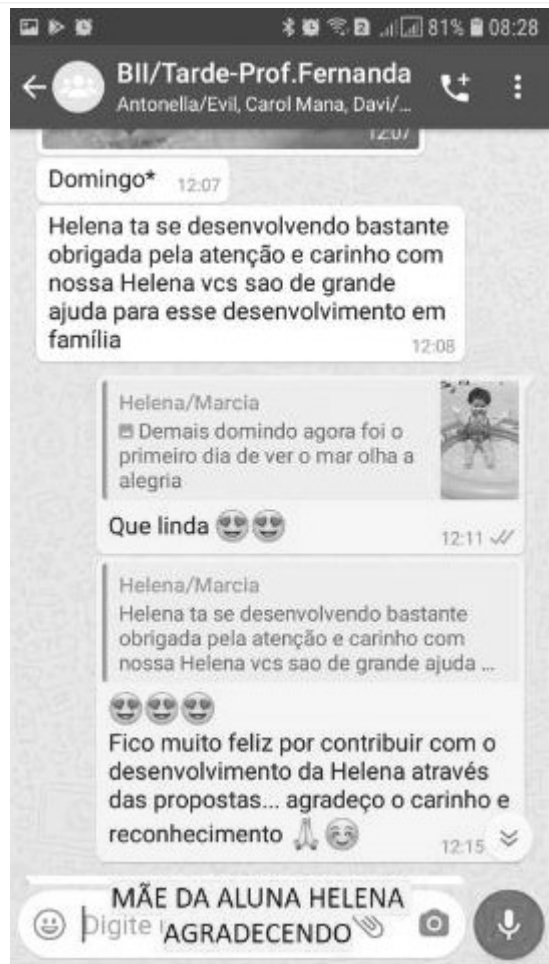 81% 08:28
BII/Tarde-Prof.Fernanda
Antonella/Evil, Carol Mana, Davi/...
12:07
Domingo* 12:07
Helena ta se desenvolvendo bastante
obrigada pela atenção e carinho com
nossa Helena vcs sao de grande
ajuda para esse desenvolvimento em
família
12:08
Helena/Marcia
Demais domindo agora foi o
primeiro dia de ver o mar olha a
alegria
Que linda 😍😍
12:11
Helena/Marcia
Helena ta se desenvolvendo bastante
obrigada pela atenção e carinho com
nossa Helena vcs sao de grande ajuda ...
😍😍😍
Fico muito feliz por contribuir com o
desenvolvimento da Helena através
das propostas... agradeço o carinho e
reconhecimento 🙏☺️
12:15
MÃE DA ALUNA HELENA
Digite
AGRADECENDO